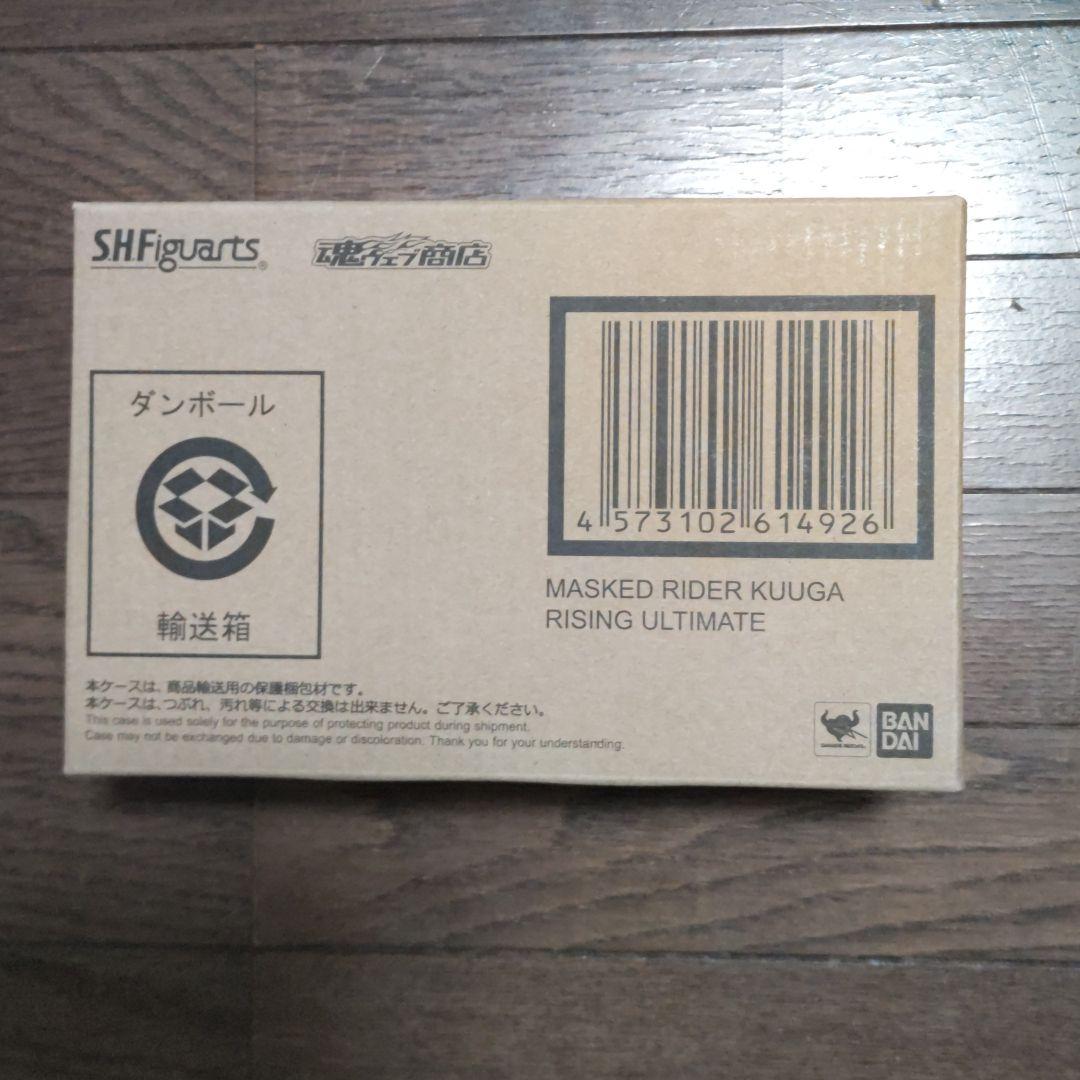 S.H.Figuarts®
魂ウェブ商店
ダンボール
輸送箱
4 573102 614926
MASKED RIDER KUUGA
RISING ULTIMATE
本ケースは、商品輸送用の保護梱包材です。
本ケースは、つぶれ、汚れ等による交換は出来ません。ご了承ください。
This case is used solely for the purpose of protecting product during shipment.
Case may not be exchanged due to damage or discoloration. Thank you for your understanding.
BAN
DAI